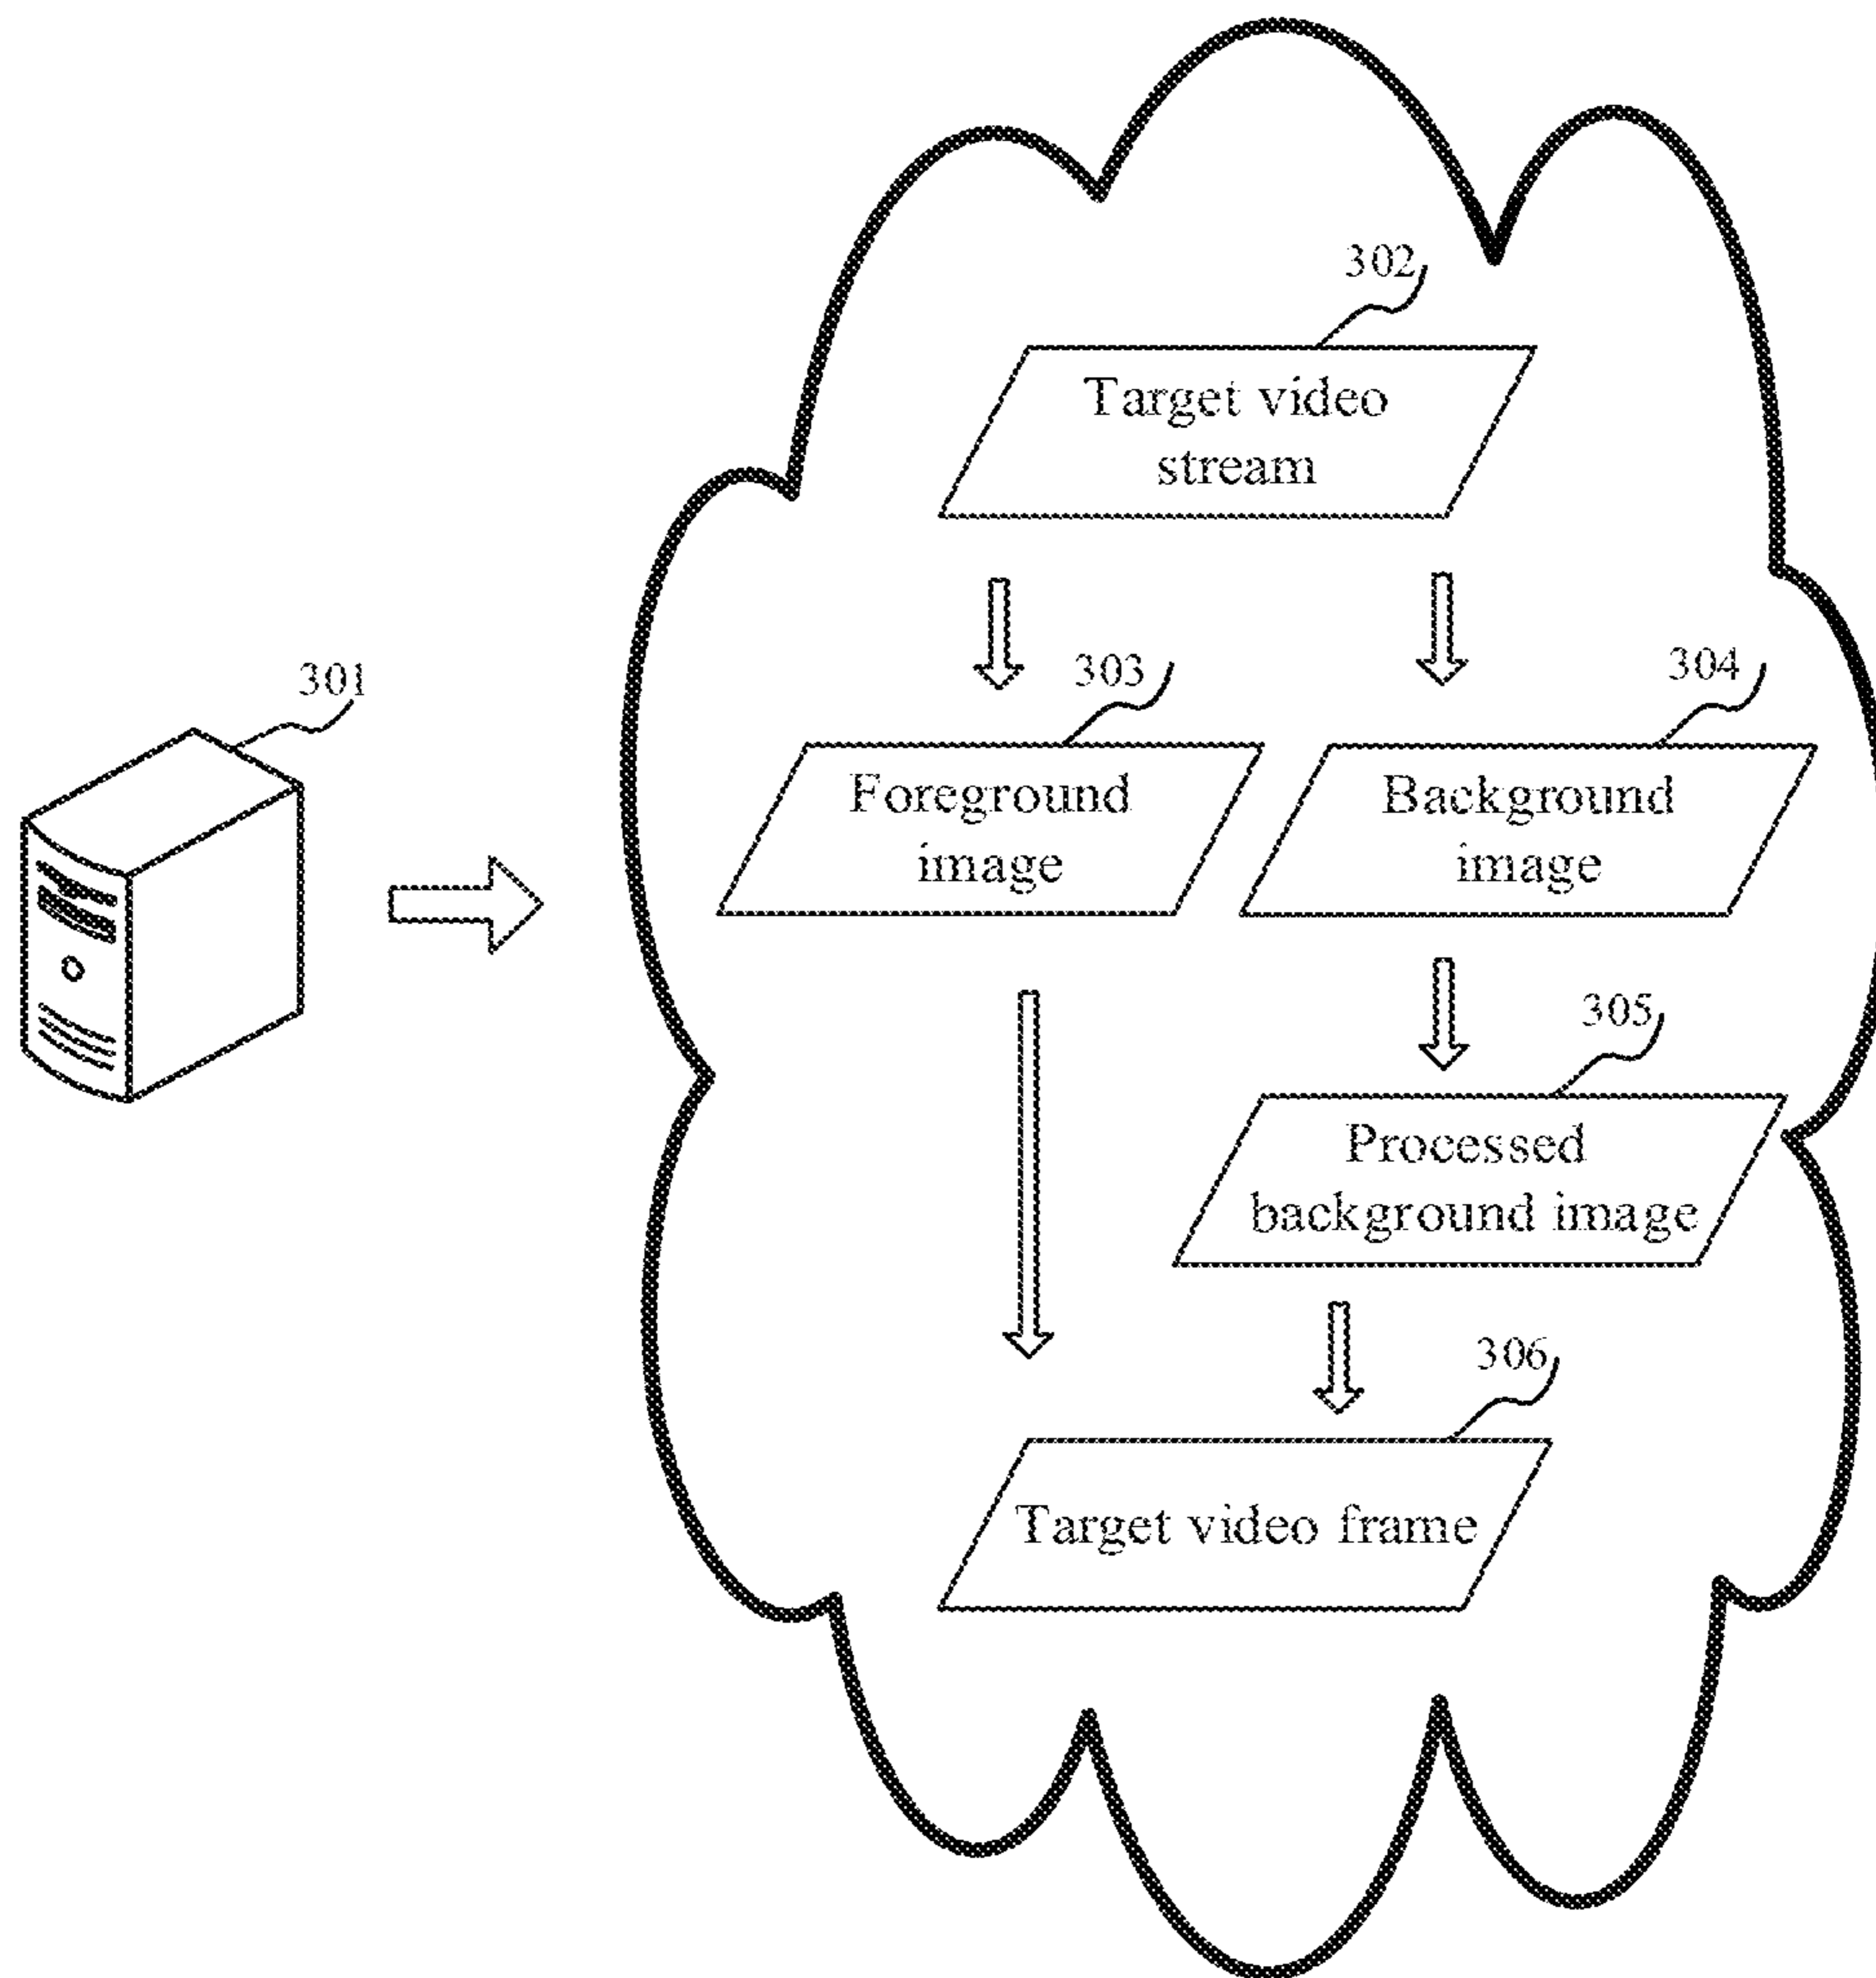 302
Target video
stream
301
303
304
Foreground
image
Background
image
305
Processed
background image
306
Target video frame